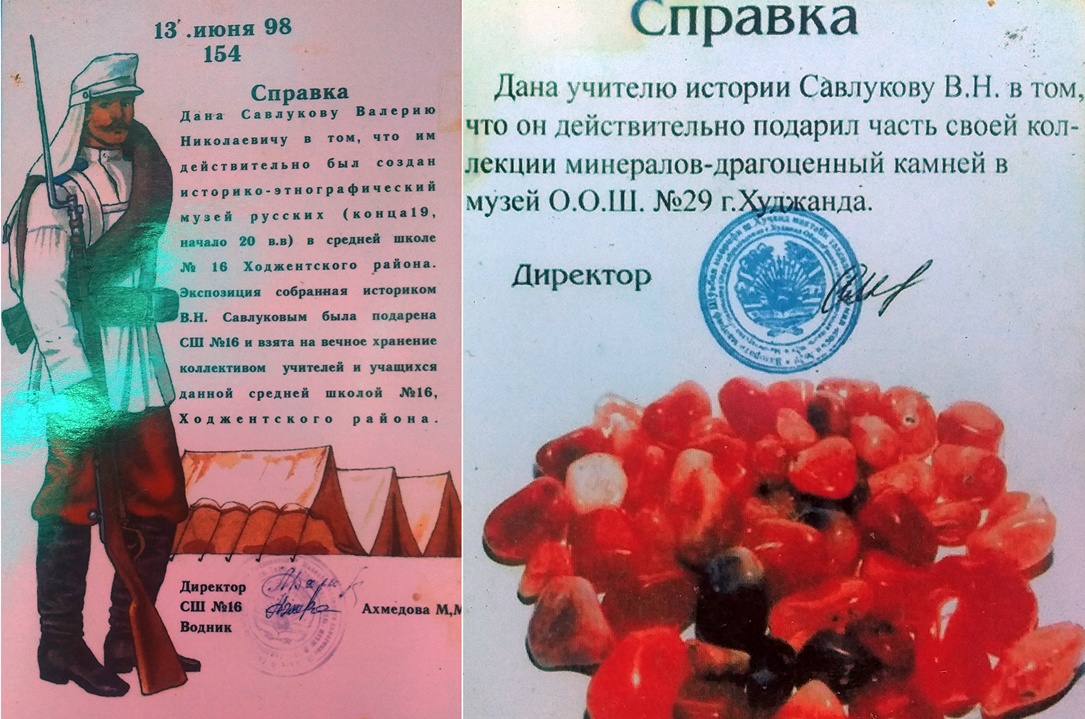 13 .июня 98
154
Справка
Дана Савлукову Валерию
Николаевичу в том, что им
действительно был создан
историко-этнографический
музей русских (конца19,
начало 20 в.в) в средней школе
№ 16 Ходжентского района.
Экспозиция собранная историком
В.Н. Савлуковым была подарена
СШ №16 и взята на вечное хранение
коллективом учителей и учащихся
данной средней школой №16,
Ходжентского района.
Директор
СШ №16
Водник
Ахмедова М,М
Справка
Дана учителю истории Савлукову В.Н. в том,
что он действительно подарил часть своей кол-
лекции минералов-драгоценный камней в
музей О.О.Ш. №29 г.Худжанда.
Директор